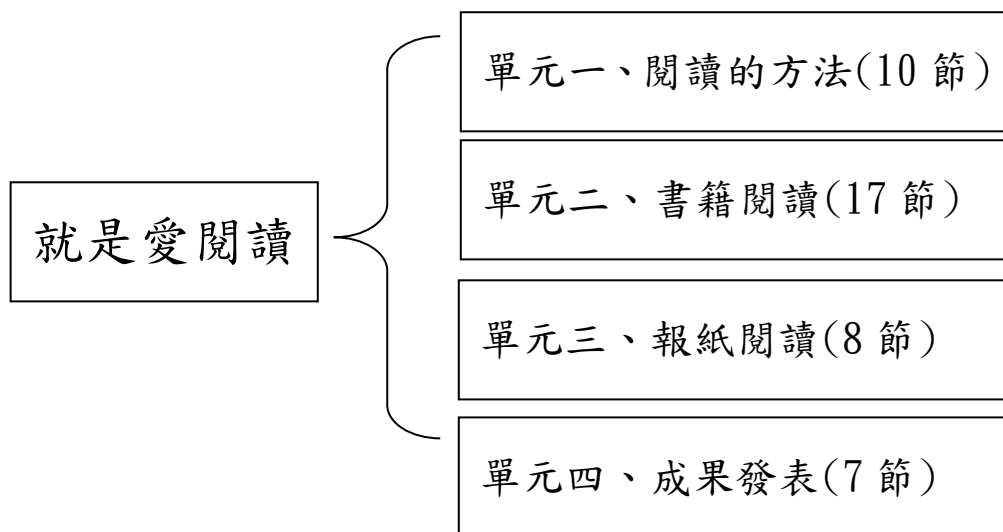 就是愛閱讀
單元一、閱讀的方法(10 節)
單元二、書籍閱讀(17 節)
單元三、報紙閱讀(8 節)
單元四、成果發表(7 節)